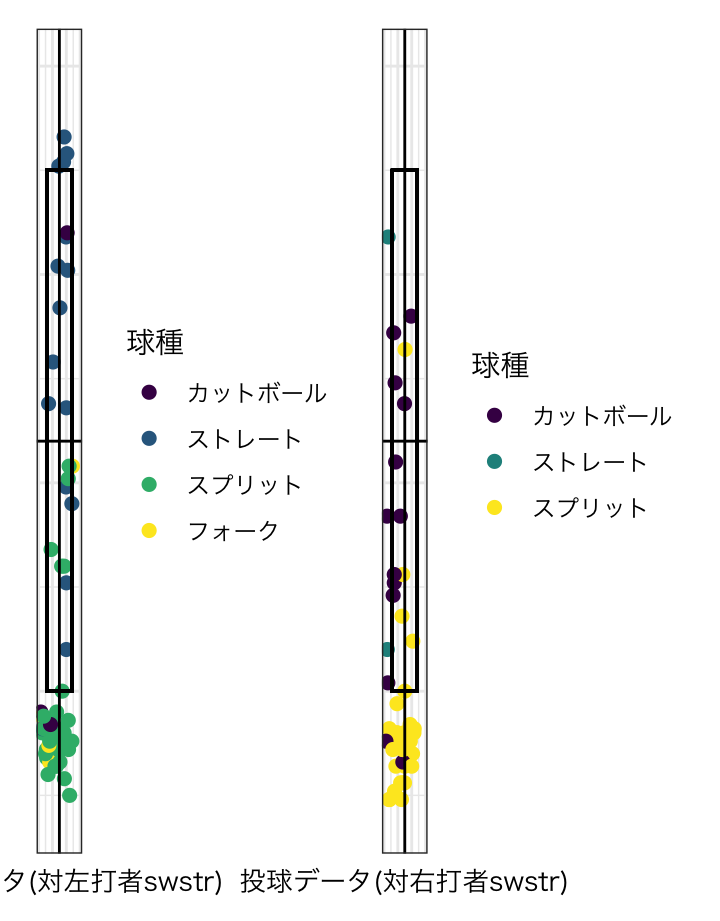 球種
カットボール
ストレート
スプリット
フォーク
球種
カットボール
ストレート
スプリット
タ(対左打者swstr)
投球データ(対右打者swstr)